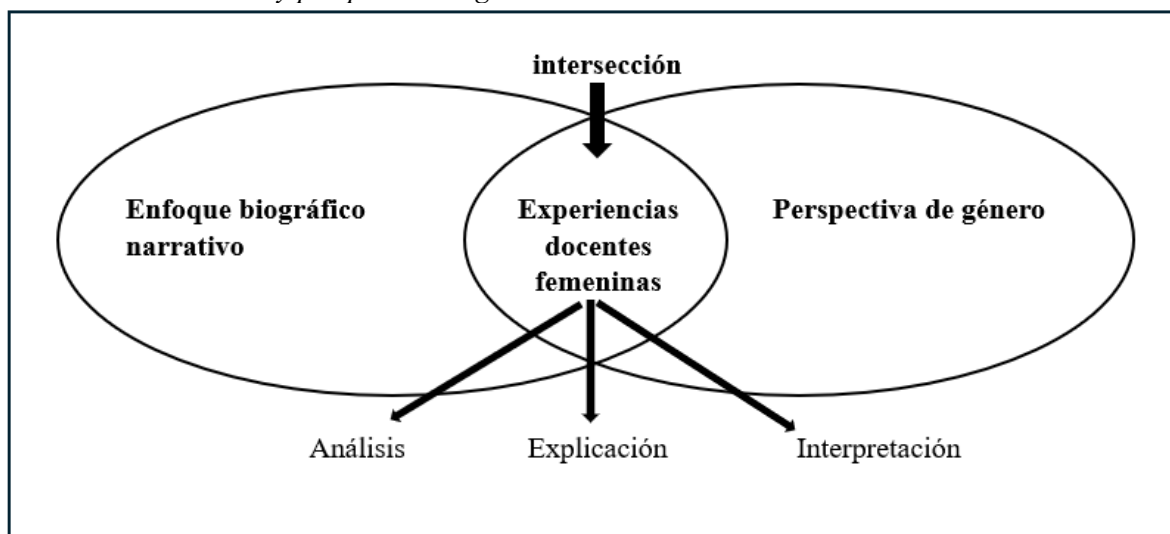 intersección
Enfoque biográfico
narrativo
Experiencias
docentes
femeninas
Perspectiva de género
Análisis
Explicación
Interpretación